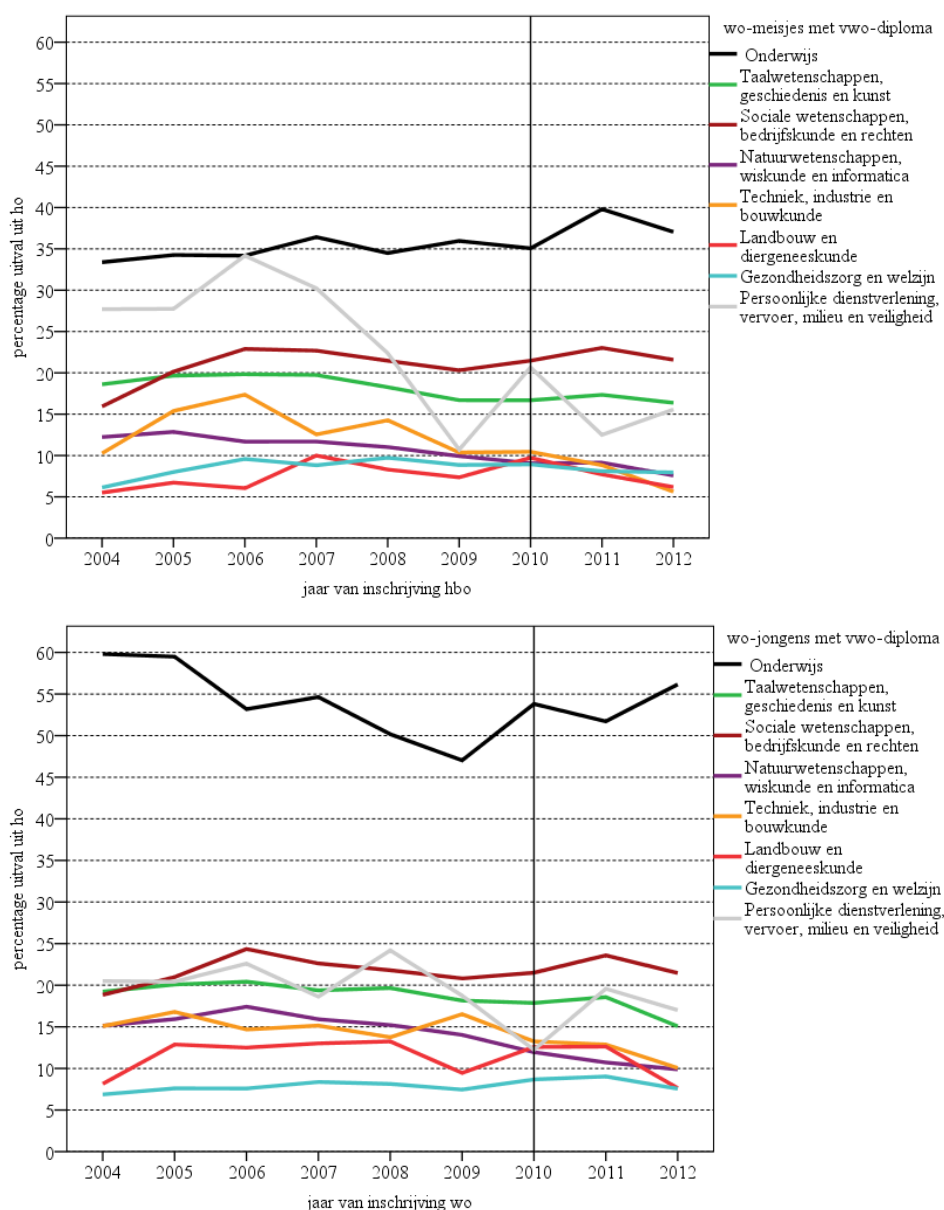 wo-meisjes met vwo-diploma
Onderwijs
Taalwetenschappen,
geschiedenis en kunst
Sociale wetenschappen,
bedrijfskunde en rechten
Natuurwetenschappen,
wiskunde en informatica
Techniek, industrie en
bouwkunde
Landbouw en
diergeneeskunde
Gezondheidszorg en welzijn
Persoonlijke dienstverlening,
vervoer, milieu en veiligheid
percentage uitval uit ho
60
55
50
45
40
35
30
25
20
15
10
5
0
2004 2005 2006 2007 2008 2009 2010 2011 2012
jaar van inschrijving hbo
wo-jongens met vwo-diploma
Onderwijs
Taalwetenschappen,
geschiedenis en kunst
Sociale wetenschappen,
bedrijfskunde en rechten
Natuurwetenschappen,
wiskunde en informatica
Techniek, industrie en
bouwkunde
Landbouw en
diergeneeskunde
Gezondheidszorg en welzijn
Persoonlijke dienstverlening,
vervoer, milieu en veiligheid
percentage uitval uit ho
60
55
50
45
40
35
30
25
20
15
10
5
0
2004 2005 2006 2007 2008 2009 2010 2011 2012
jaar van inschrijving wo